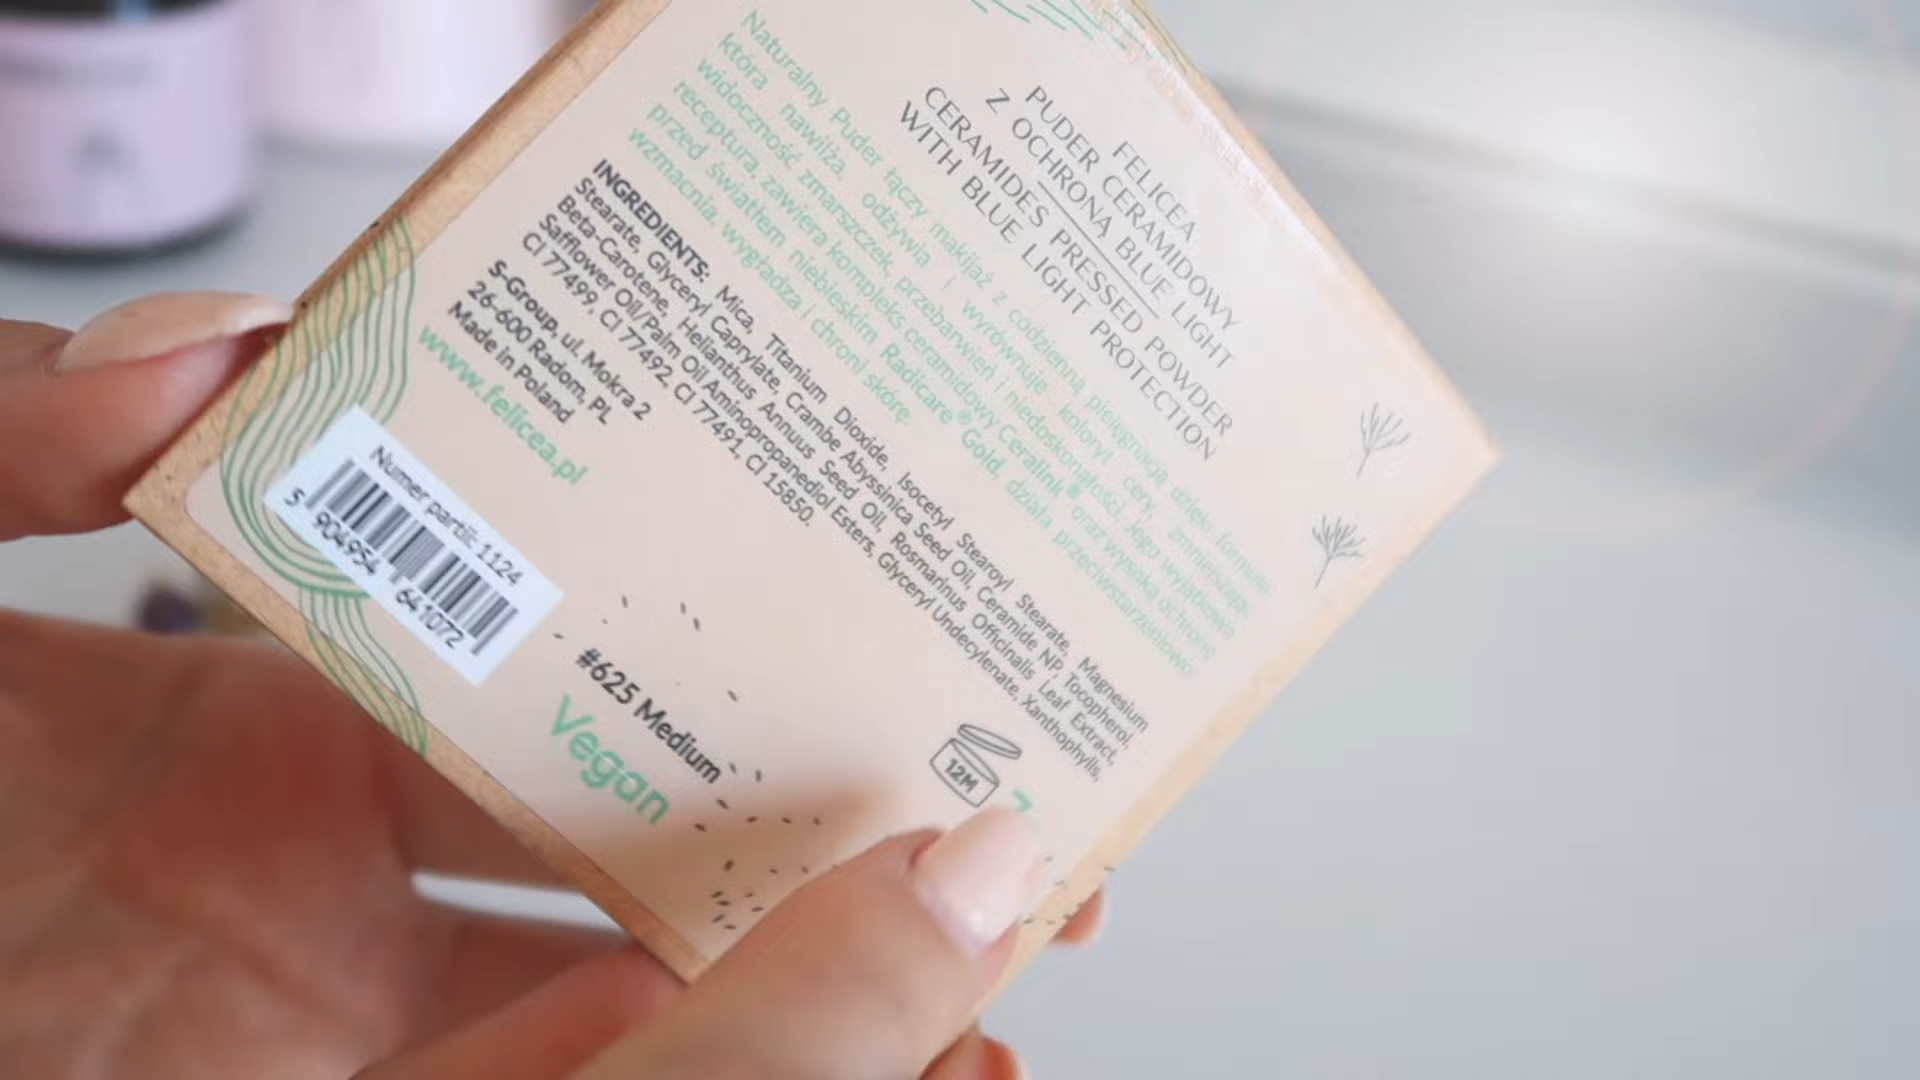 FELICEA
PUDER CERAMIDOWY
Z OCHRONĄ BLUE LIGHT
CERAMIDES PRESSED POWDER
WITH BLUE LIGHT PROTECTION
Naturalny Puder łączy makijaż z codzienną pielęgnacją dzięki formule,
która nawilża, odżywia i wyrównuje koloryt cery, zmniejszając
widoczność zmarszczek, przebarwień i niedoskonałości. Jego wyjątkowa
receptura, zawiera kompleks ceramidowy Ceralink® oraz wysoką ochronę
przed światłem niebieskim Radicare® Gold, działa przeciwstarzeniowo,
wzmacnia, wygładza i chroni skórę.
INGREDIENTS: Mica, Titanium Dioxide, Isocetyl Stearoyl Stearate, Magnesium
Stearate, Glyceryl Caprylate, Crambe Abyssinica Seed Oil, Ceramide NP, Tocopherol,
Beta-Carotene, Helianthus Annuus Seed Oil, Rosmarinus Officinalis Leaf Extract,
Safflower Oil/Palm Oil Aminopropanediol Esters, Glyceryl Undecylenate, Xanthophylls,
CI 77499, CI 77492, CI 77491, CI 15850.
S-Group, ul. Mokra 2
26-600 Radom, PL
Made in Poland
www.felicea.pl
Numer partii: 1124
5 904954 641072
#625 Medium
Vegan
12M